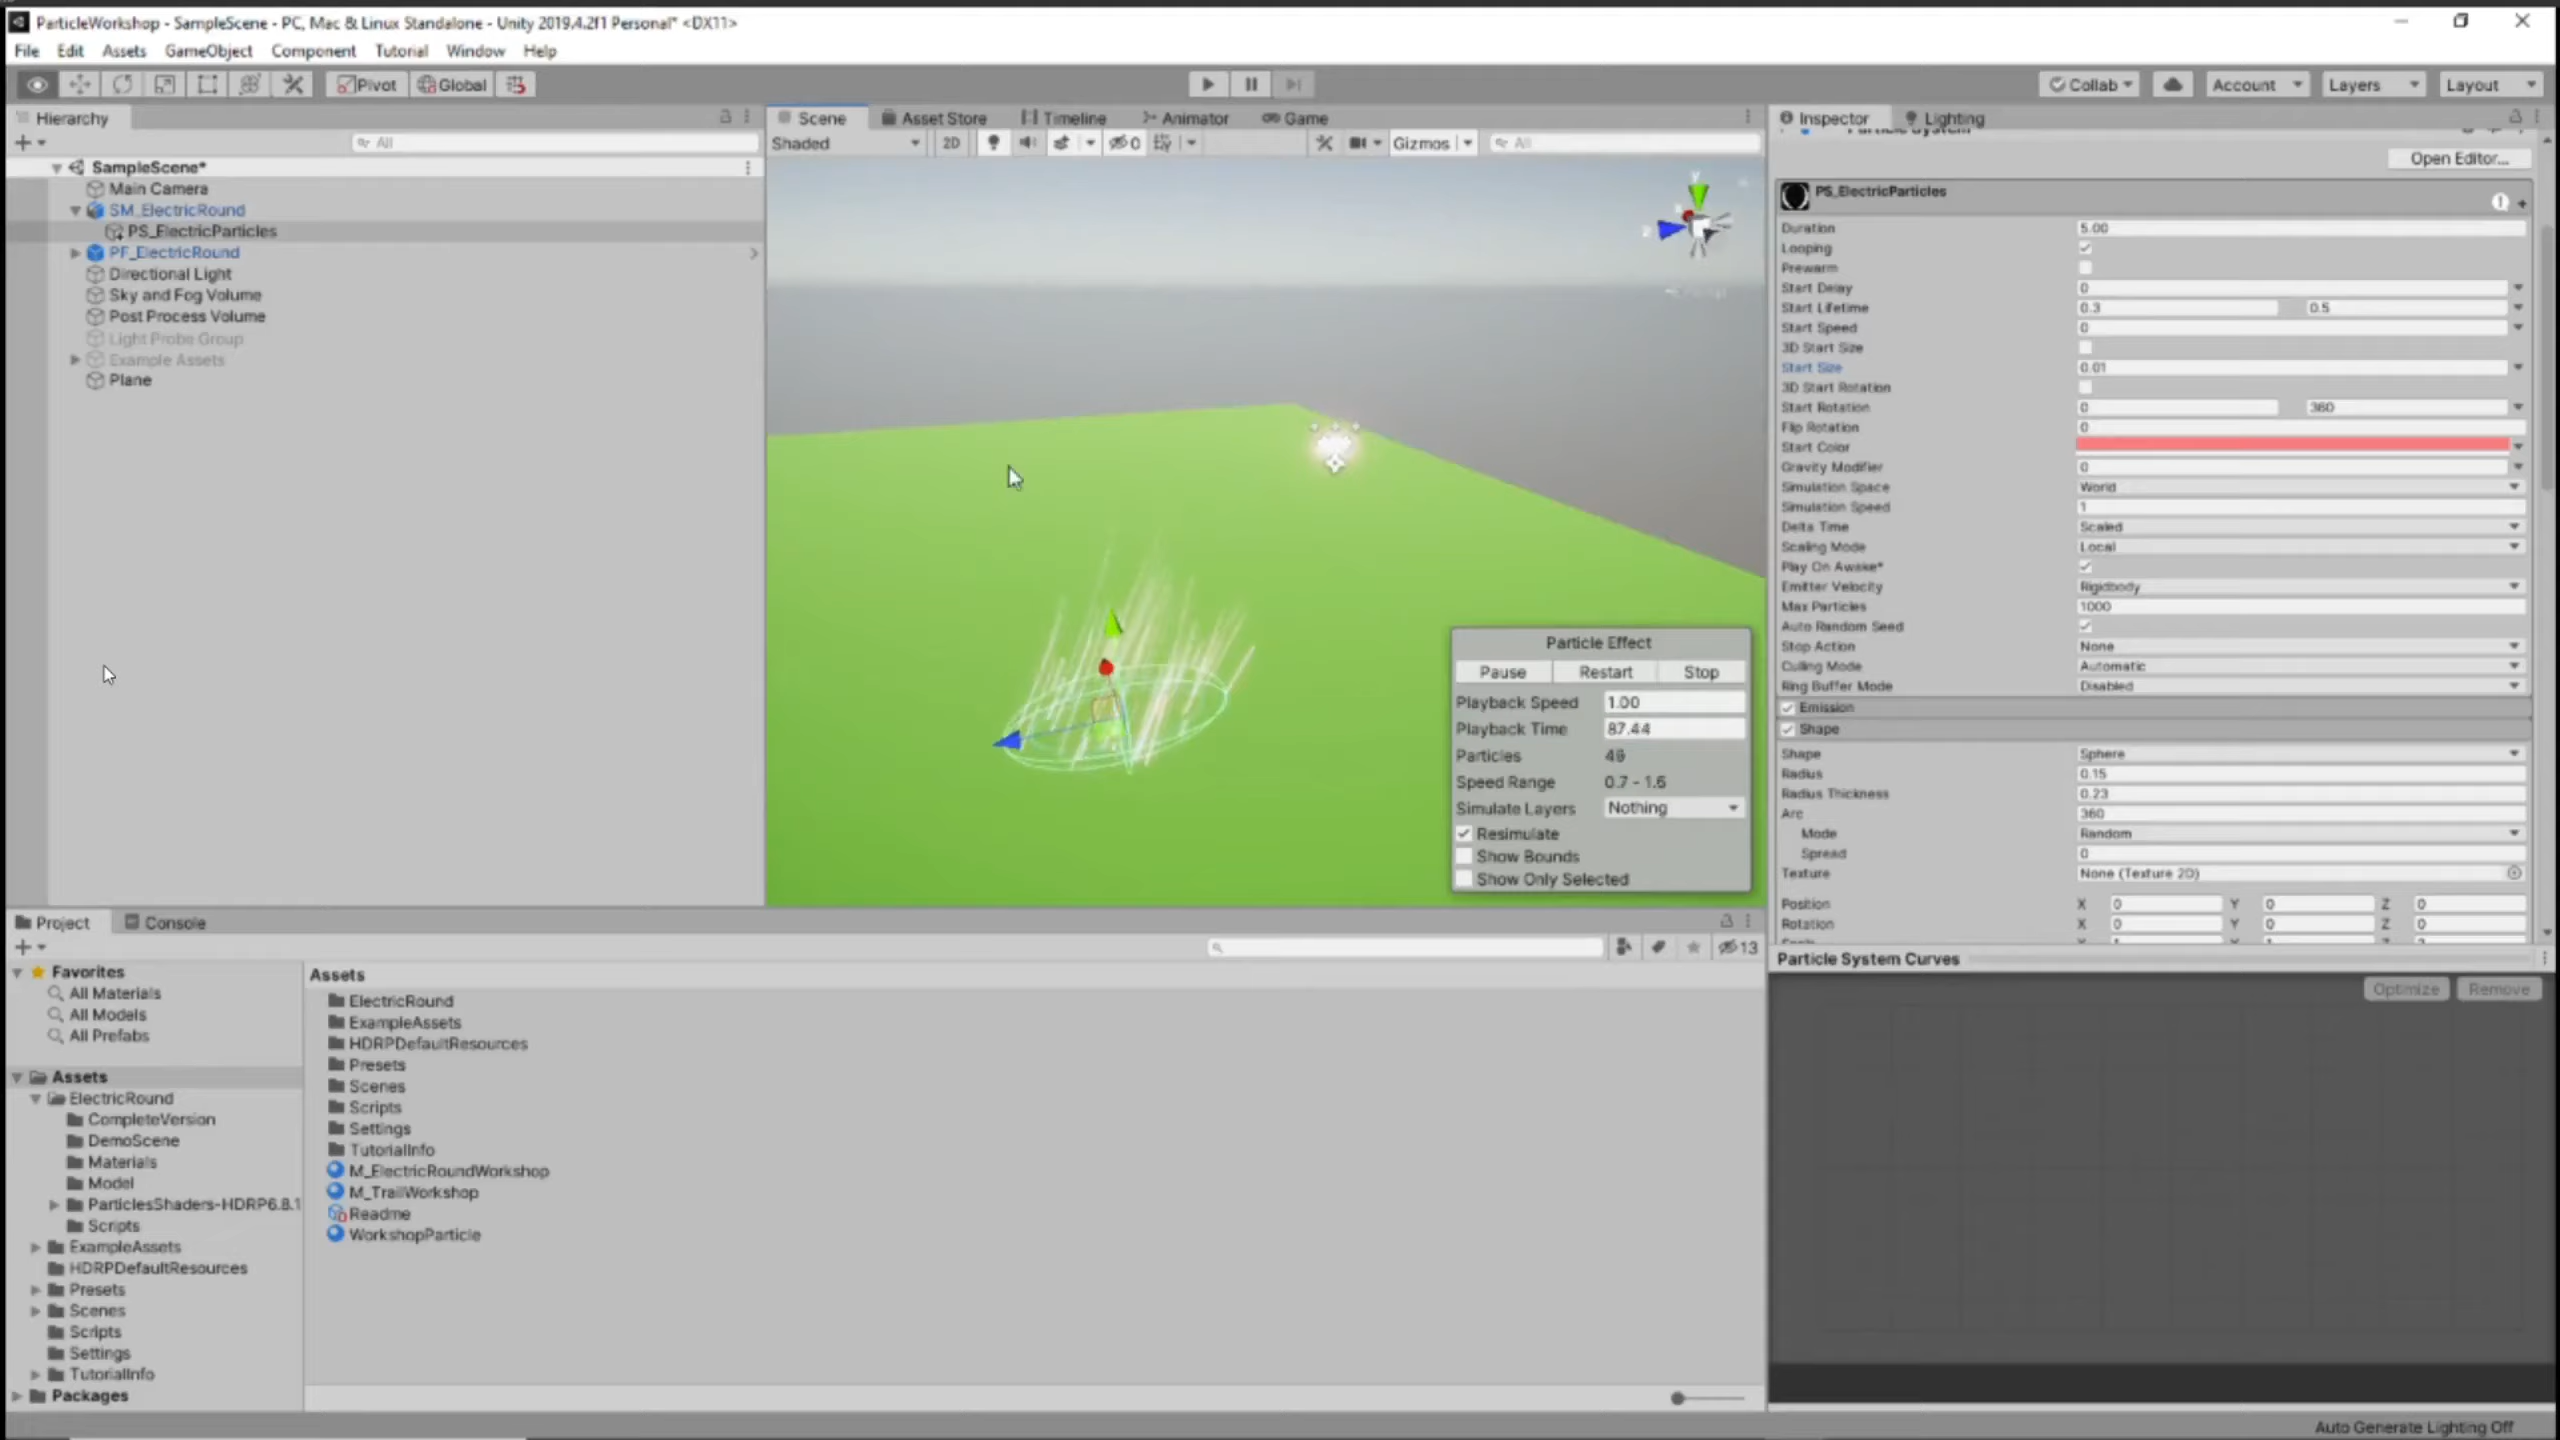 ParticleWorkshop - SampleScene - PC, Mac & Linux Standalone - Unity 2019.4.2f1 Personal* <DX11>
File Edit Assets GameObject Component Tutorial Window Help
Pivot Global Collab Account Layers Layout
Hierarchy
All
SampleScene*
Main Camera
SM_ElectricRound
PS_ElectricParticles
PF_ElectricRound
Directional Light
Sky and Fog Volume
Post Process Volume
Light Probe Group
Example Assets
Plane
Scene Asset Store Timeline Animator Game
Shaded 2D 0 Gizmos All
y
Particle Effect
Pause Restart Stop
Playback Speed 1.00
Playback Time 87.44
Particles 49
Speed Range 0.7 - 1.6
Simulate Layers Nothing
Resimulate
Show Bounds
Show Only Selected
Inspector Lighting
Particle System
Open Editor...
PS_ElectricParticles
Duration 5.00
Looping
Prewarm
Start Delay 0
Start Lifetime 0.3 0.5
Start Speed 0
3D Start Size
Start Size 0.01
3D Start Rotation
Start Rotation 0 360
Flip Rotation 0
Start Color
Gravity Modifier 0
Simulation Space World
Simulation Speed 1
Delta Time Scaled
Scaling Mode Local
Play On Awake*
Emitter Velocity Rigidbody
Max Particles 1000
Auto Random Seed
Stop Action None
Culling Mode Automatic
Ring Buffer Mode Disabled
Emission
Shape
Shape Sphere
Radius 0.15
Radius Thickness 0.23
Arc 360
Mode Random
Spread 0
Texture None (Texture 2D)
Position X 0 Y 0 Z 0
Rotation X 0 Y 0 Z 0
Particle System Curves
Optimize Remove
Project Console
13
Favorites
All Materials
All Models
All Prefabs
Assets
ElectricRound
CompleteVersion
DemoScene
Materials
Model
ParticlesShaders-HDRP6.8.1
Scripts
ExampleAssets
HDRPDefaultResources
Presets
Scenes
Scripts
Settings
TutorialInfo
Packages
Assets
ElectricRound
ExampleAssets
HDRPDefaultResources
Presets
Scenes
Scripts
Settings
TutorialInfo
M_ElectricRoundWorkshop
M_TrailWorkshop
Readme
WorkshopParticle
Auto Generate Lighting Off